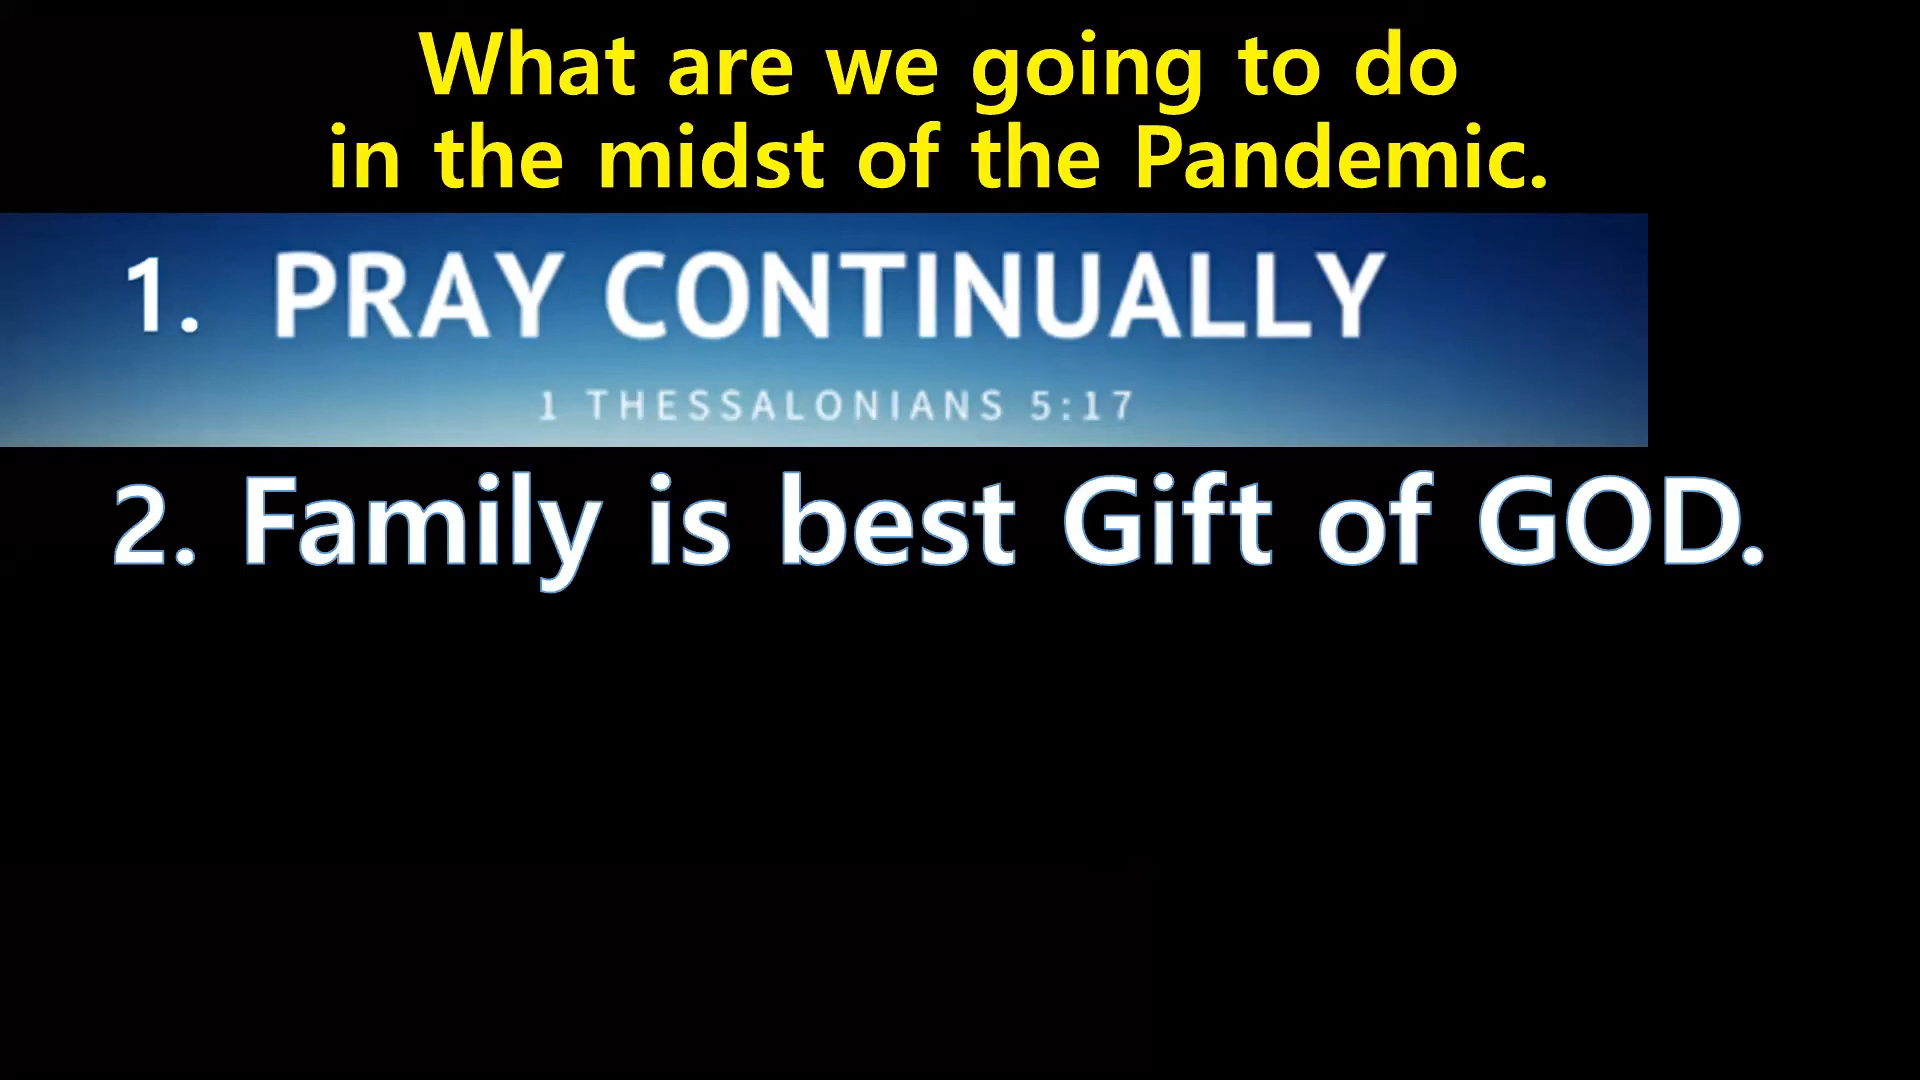 What are we going to do
in the midst of the Pandemic.
1. PRAY CONTINUALLY
1 THESSALONIANS 5:17
2. Family is best Gift of GOD.